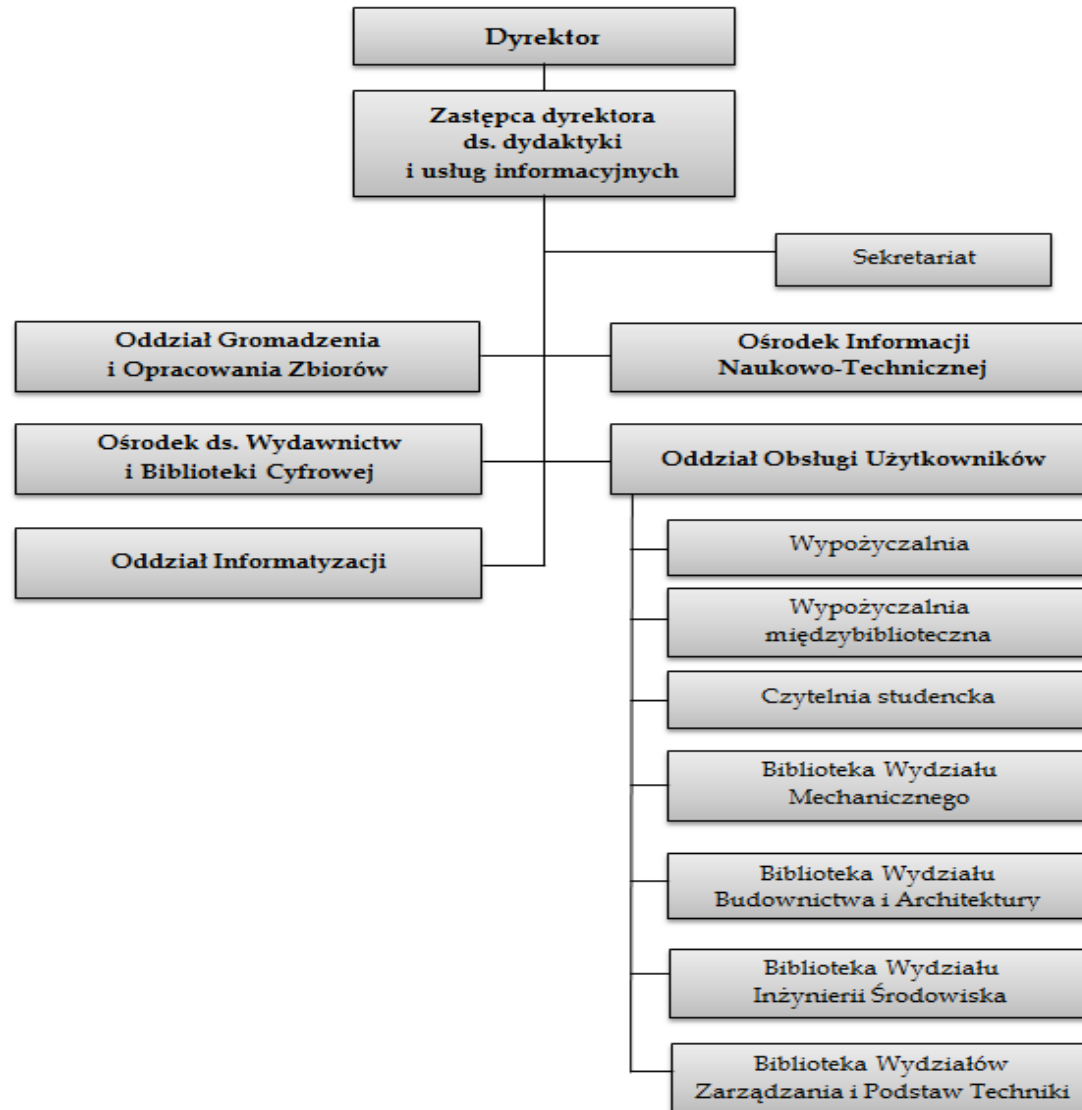 Dyrektor
Zastępca dyrektora
ds. dydaktyki
i usług informacyjnych
Sekretariat
Oddział Gromadzenia
i Opracowania Zbiorów
Ośrodek Informacji
Naukowo-Technicznej
Ośrodek ds. Wydawnictw
i Biblioteki Cyfrowej
Oddział Obsługi Użytkowników
Oddział Informatyzacji
Wypożyczalnia
Wypożyczalnia
międzybiblioteczna
Czytelnia studencka
Biblioteka Wydziału
Mechanicznego
Biblioteka Wydziału
Budownictwa i Architektury
Biblioteka Wydziału
Inżynierii Środowiska
Biblioteka Wydziałów
Zarządzania i Podstaw Techniki